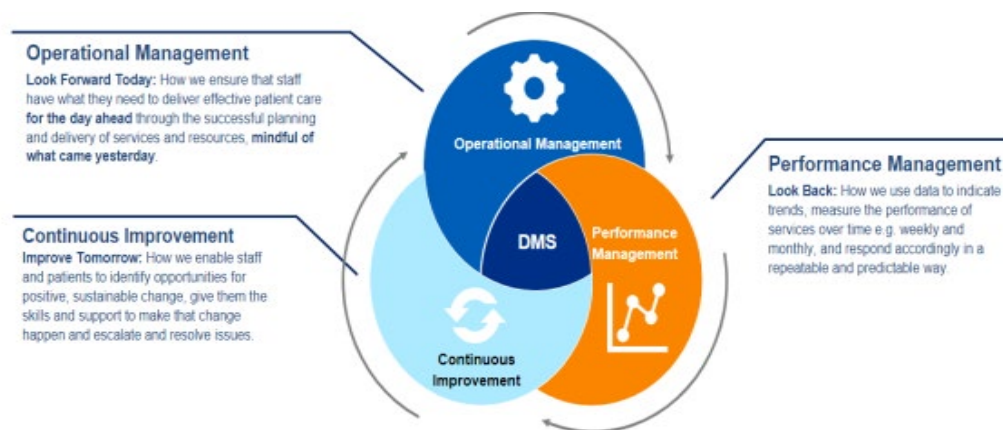 Operational Management
Look Forward Today: How we ensure that staff
have what they need to deliver effective patient care
for the day ahead through the successful planning
and delivery of services and resources, mindful of
what came yesterday.
Continuous Improvement
Improve Tomorrow: How we enable staff
and patients to identify opportunities for
positive, sustainable change, give them the
skills and support to make that change
happen and escalate and resolve issues.
Operational Management
DMS
Performance
Management
Continuous
Improvement
Performance Management
Look Back: How we use data to indicate
trends, measure the performance of
services over time e.g. weekly and
monthly, and respond accordingly in a
repeatable and predictable way.